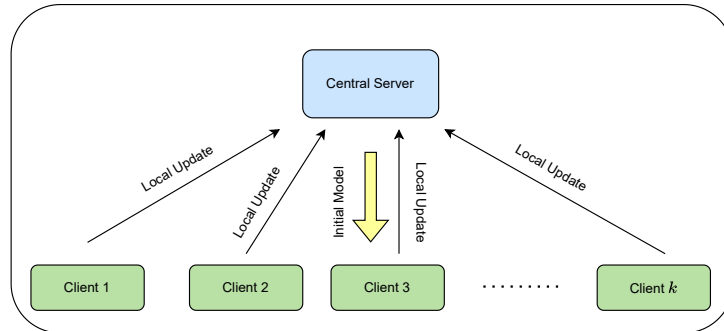 Central Server
Local Update
Local Update
Initial Model
Local Update
Local Update
Client 1
Client 2
Client 3
.........
Client k